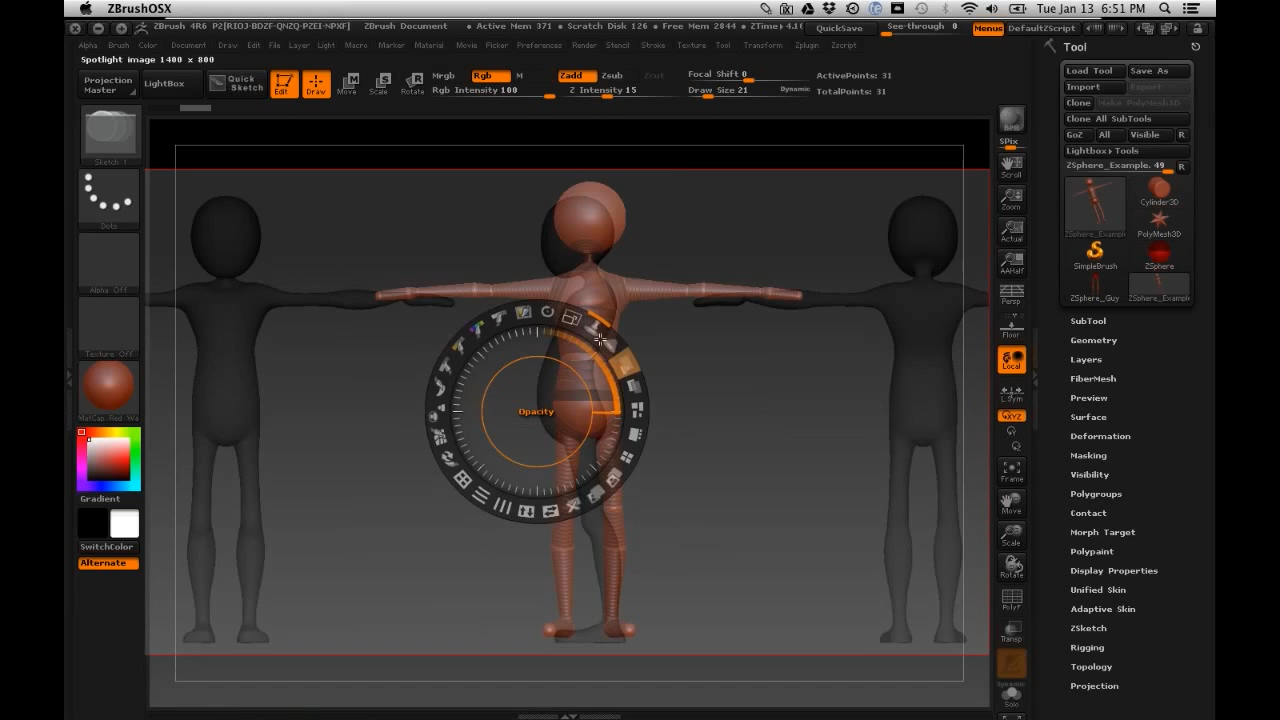 ZBrushOSX
Tue Jan 13 6:51 PM
ZBrush 4R6 P2[RIOJ-BDZF-QNZO-PZEI-NPXF]
ZBrush Document
• Active Mem 371 • Scratch Disk 126 • Free Mem 2844 • ZTime▸4.16
QuickSave
See-through 0
Menus
DefaultZScript
Alpha Brush Color Document Draw Edit File Layer Light Macro Marker Material Movie Picker Preferences Render Stencil Stroke Texture Tool Transform Zplugin Zscript
Spotlight image 1400 x 800
Projection
Master
LightBox
Quick
Sketch
Edit
Draw
Move
Scale
Rotate
Mrgb
Rgb
M
Rgb Intensity 100
Zadd
Zsub
Zcut
Z Intensity 15
Focal Shift 0
Draw Size 21
Dynamic
ActivePoints: 31
TotalPoints: 31
Sketch 1
Dots
Alpha Off
Texture Off
MatCap Red Wa
Gradient
SwitchColor
Alternate
Opacity
BPR
SPix
Scroll
Zoom
Actual
AAHalf
Persp
Floor
Local
L.Sym
XYZ
Frame
Move
Scale
Rotate
PolyF
Transp
Dynamic
Solo
Tool
Load Tool
Save As
Import
Export
Clone
Make PolyMesh3D
Clone All SubTools
GoZ
All
Visible
R
Lightbox▸Tools
ZSphere_Example. 49
R
ZSphere_Exampl
Cylinder3D
PolyMesh3D
SimpleBrush
ZSphere
ZSphere_Guy
ZSphere_Exampl
SubTool
Geometry
Layers
FiberMesh
Preview
Surface
Deformation
Masking
Visibility
Polygroups
Contact
Morph Target
Polypaint
Display Properties
Unified Skin
Adaptive Skin
ZSketch
Rigging
Topology
Projection